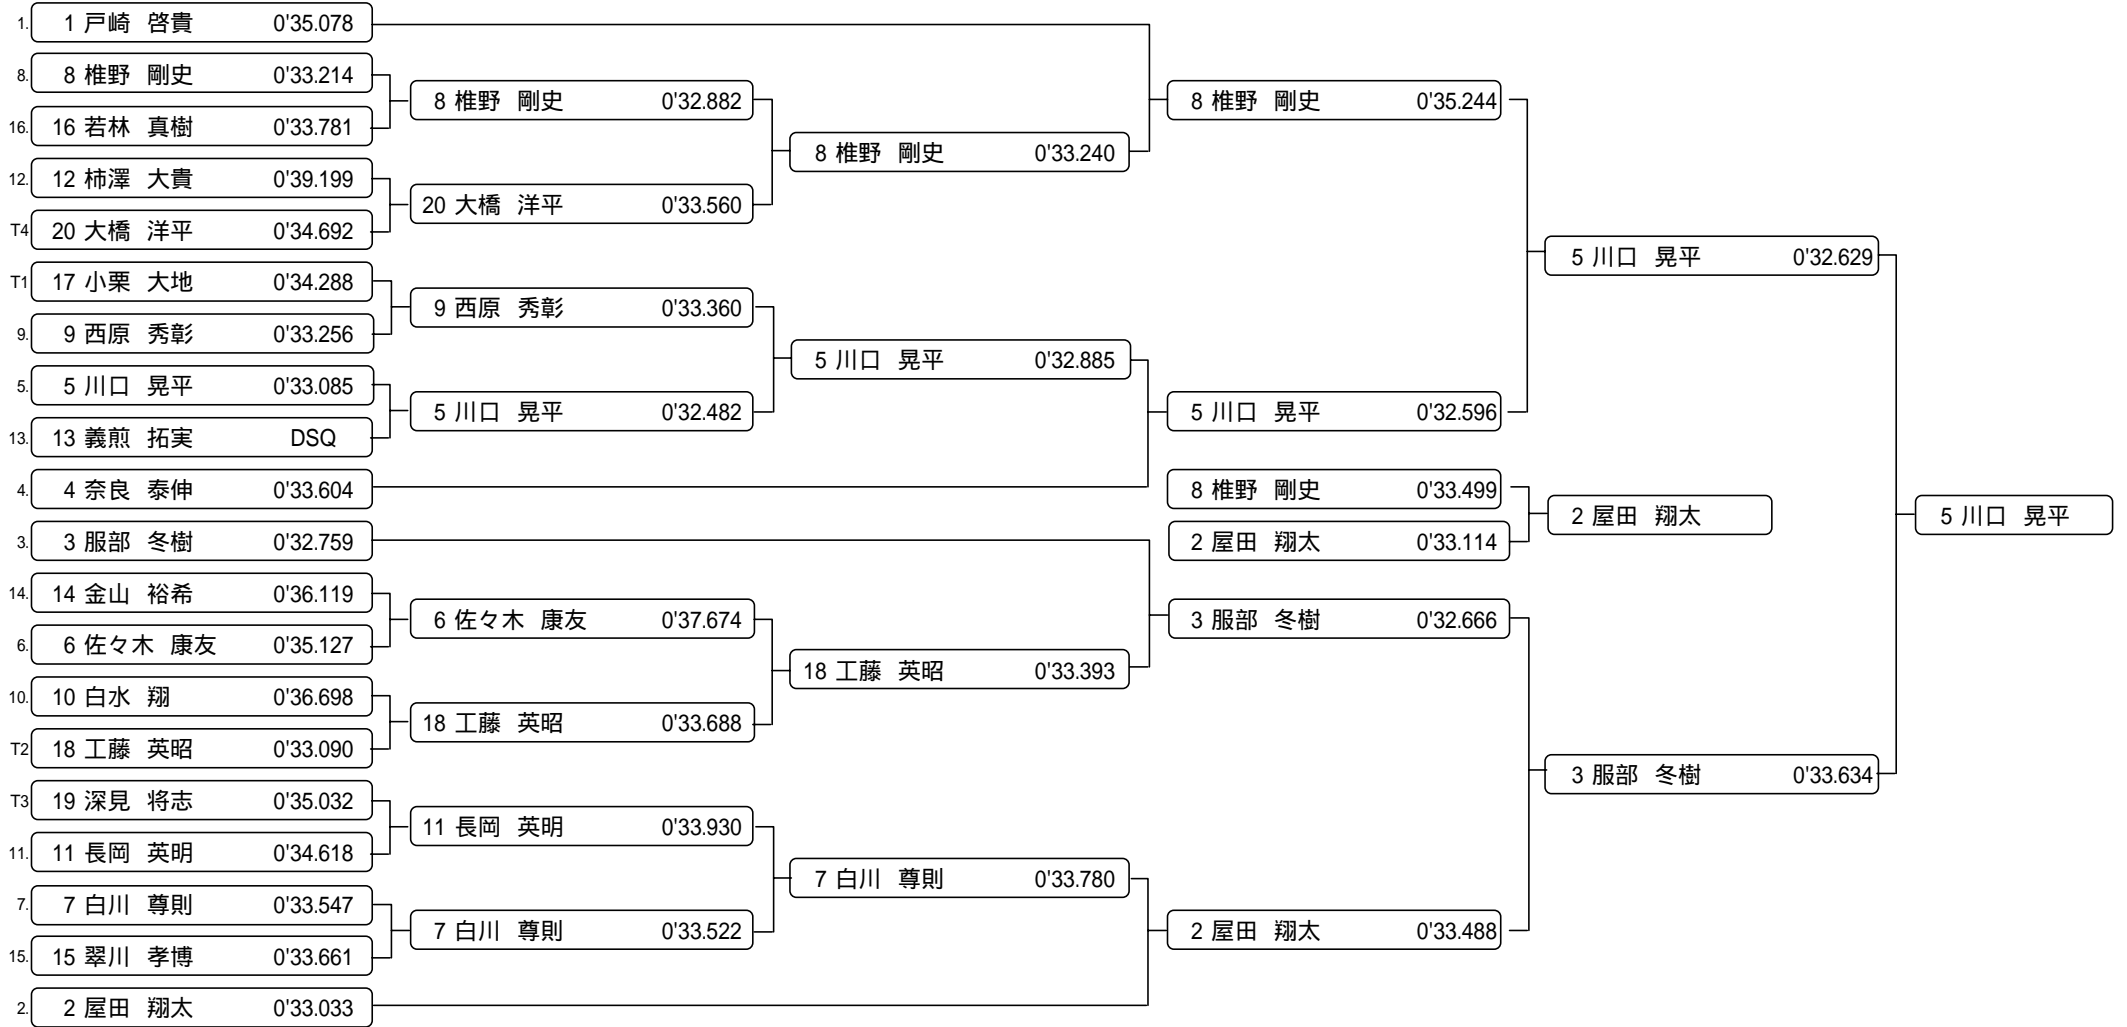 1. 1 戸崎 啓貴 0'35.078
8. 8 椎野 剛史 0'33.214
8 椎野 剛史 0'32.882
8 椎野 剛史 0'35.244
16. 16 若林 真樹 0'33.781
8 椎野 剛史 0'33.240
12. 12 柿澤 大貴 0'39.199
20 大橋 洋平 0'33.560
T4 20 大橋 洋平 0'34.692
5 川口 晃平 0'32.629
T1 17 小栗 大地 0'34.288
9 西原 秀彰 0'33.360
9. 9 西原 秀彰 0'33.256
5 川口 晃平 0'32.885
5. 5 川口 晃平 0'33.085
5 川口 晃平 0'32.482
5 川口 晃平 0'32.596
13. 13 義煎 拓実 DSQ
4. 4 奈良 泰伸 0'33.604
8 椎野 剛史 0'33.499
2 屋田 翔太
5 川口 晃平
3. 3 服部 冬樹 0'32.759
2 屋田 翔太 0'33.114
14. 14 金山 裕希 0'36.119
6 佐々木 康友 0'37.674
3 服部 冬樹 0'32.666
6. 6 佐々木 康友 0'35.127
18 工藤 英昭 0'33.393
10. 10 白水 翔 0'36.698
18 工藤 英昭 0'33.688
T2 18 工藤 英昭 0'33.090
3 服部 冬樹 0'33.634
T3 19 深見 将志 0'35.032
11 長岡 英明 0'33.930
11. 11 長岡 英明 0'34.618
7 白川 尊則 0'33.780
7. 7 白川 尊則 0'33.547
7 白川 尊則 0'33.522
2 屋田 翔太 0'33.488
15. 15 翠川 孝博 0'33.661
2. 2 屋田 翔太 0'33.033